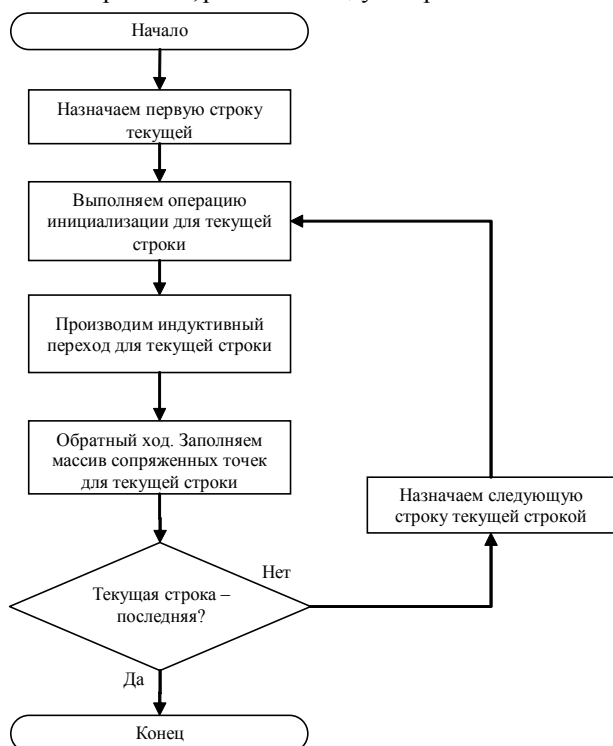 Начало
Назначаем первую строку
текущей
Выполняем операцию
инициализации для текущей
строки
Производим индуктивный
переход для текущей строки
Обратный ход. Заполняем
массив сопряженных точек
для текущей строки
Назначаем следующую
строку текущей строкой
Нет
Текущая строка –
последняя?
Да
Конец